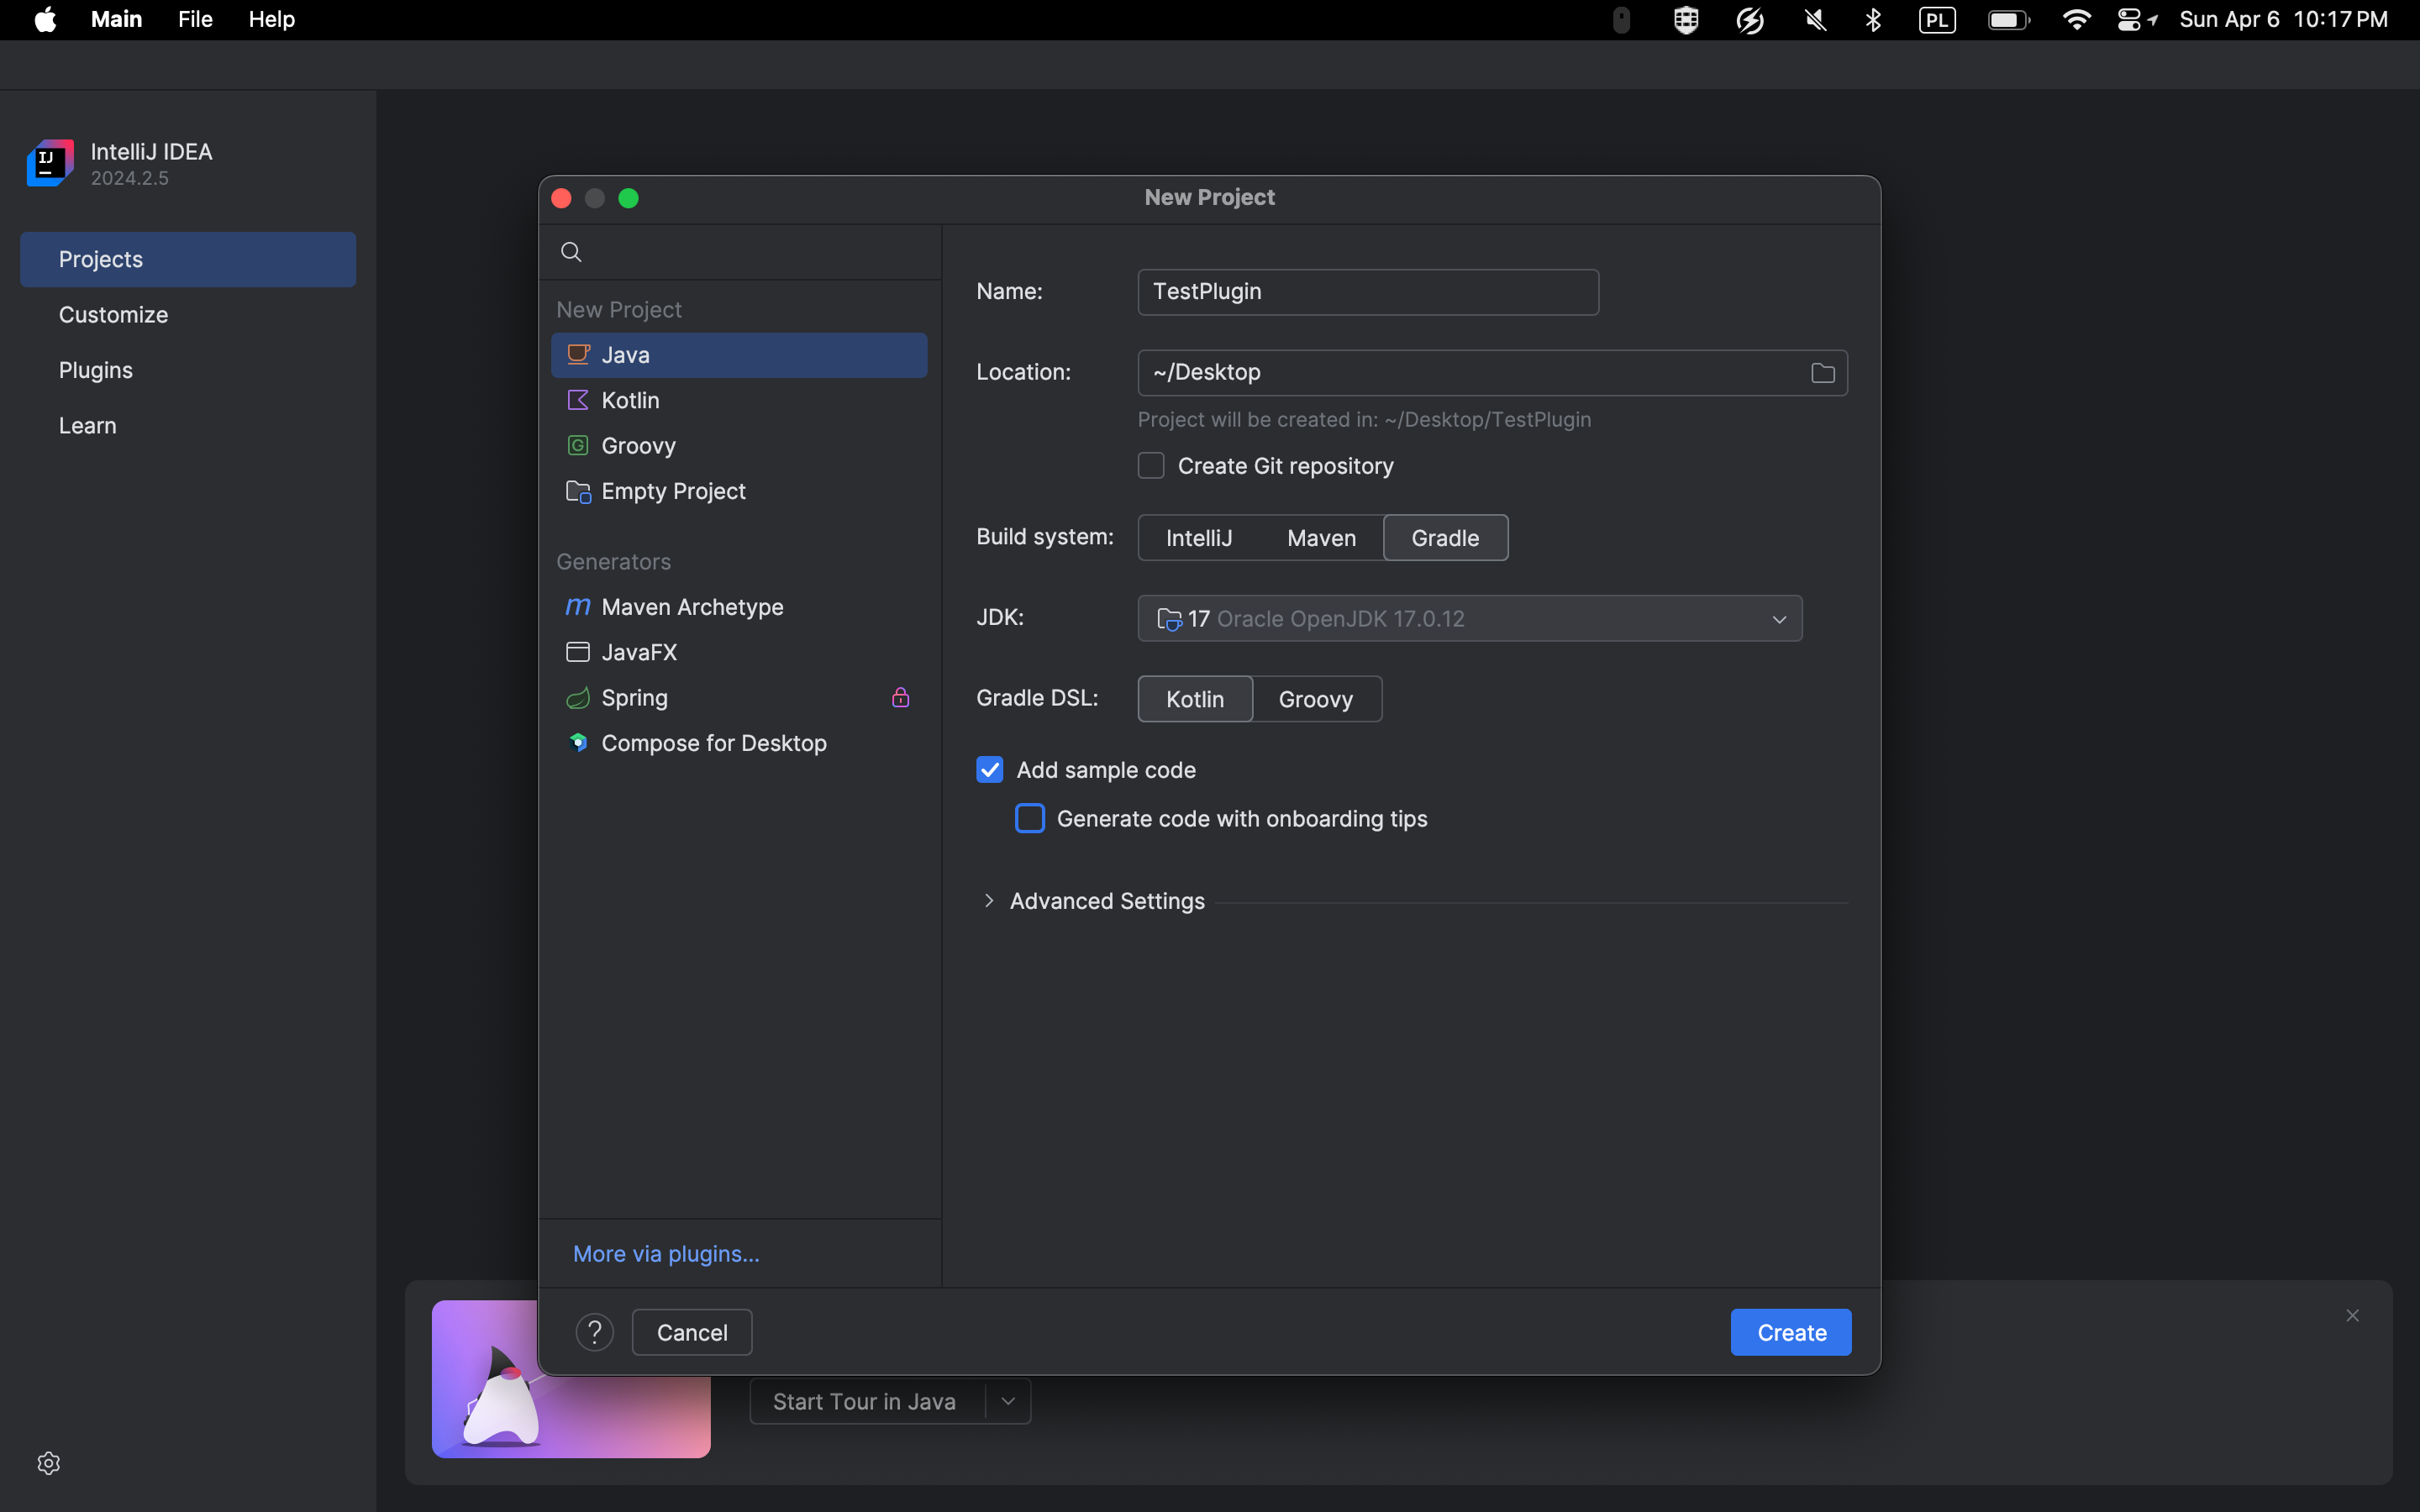 Main File Help PL Sun Apr 6 10:17 PM
IJ
IntelliJ IDEA
2024.2.5
Projects
Customize
Plugins
Learn
New Project
New Project
Java
Kotlin
Groovy
Empty Project
Generators
Maven Archetype
JavaFX
Spring
Compose for Desktop
More via plugins...
Name: TestPlugin
Location: ~/Desktop
Project will be created in: ~/Desktop/TestPlugin
Create Git repository
Build system: IntelliJ Maven Gradle
JDK: 17 Oracle OpenJDK 17.0.12
Gradle DSL: Kotlin Groovy
Add sample code
Generate code with onboarding tips
Advanced Settings
? Cancel Create
Start Tour in Java